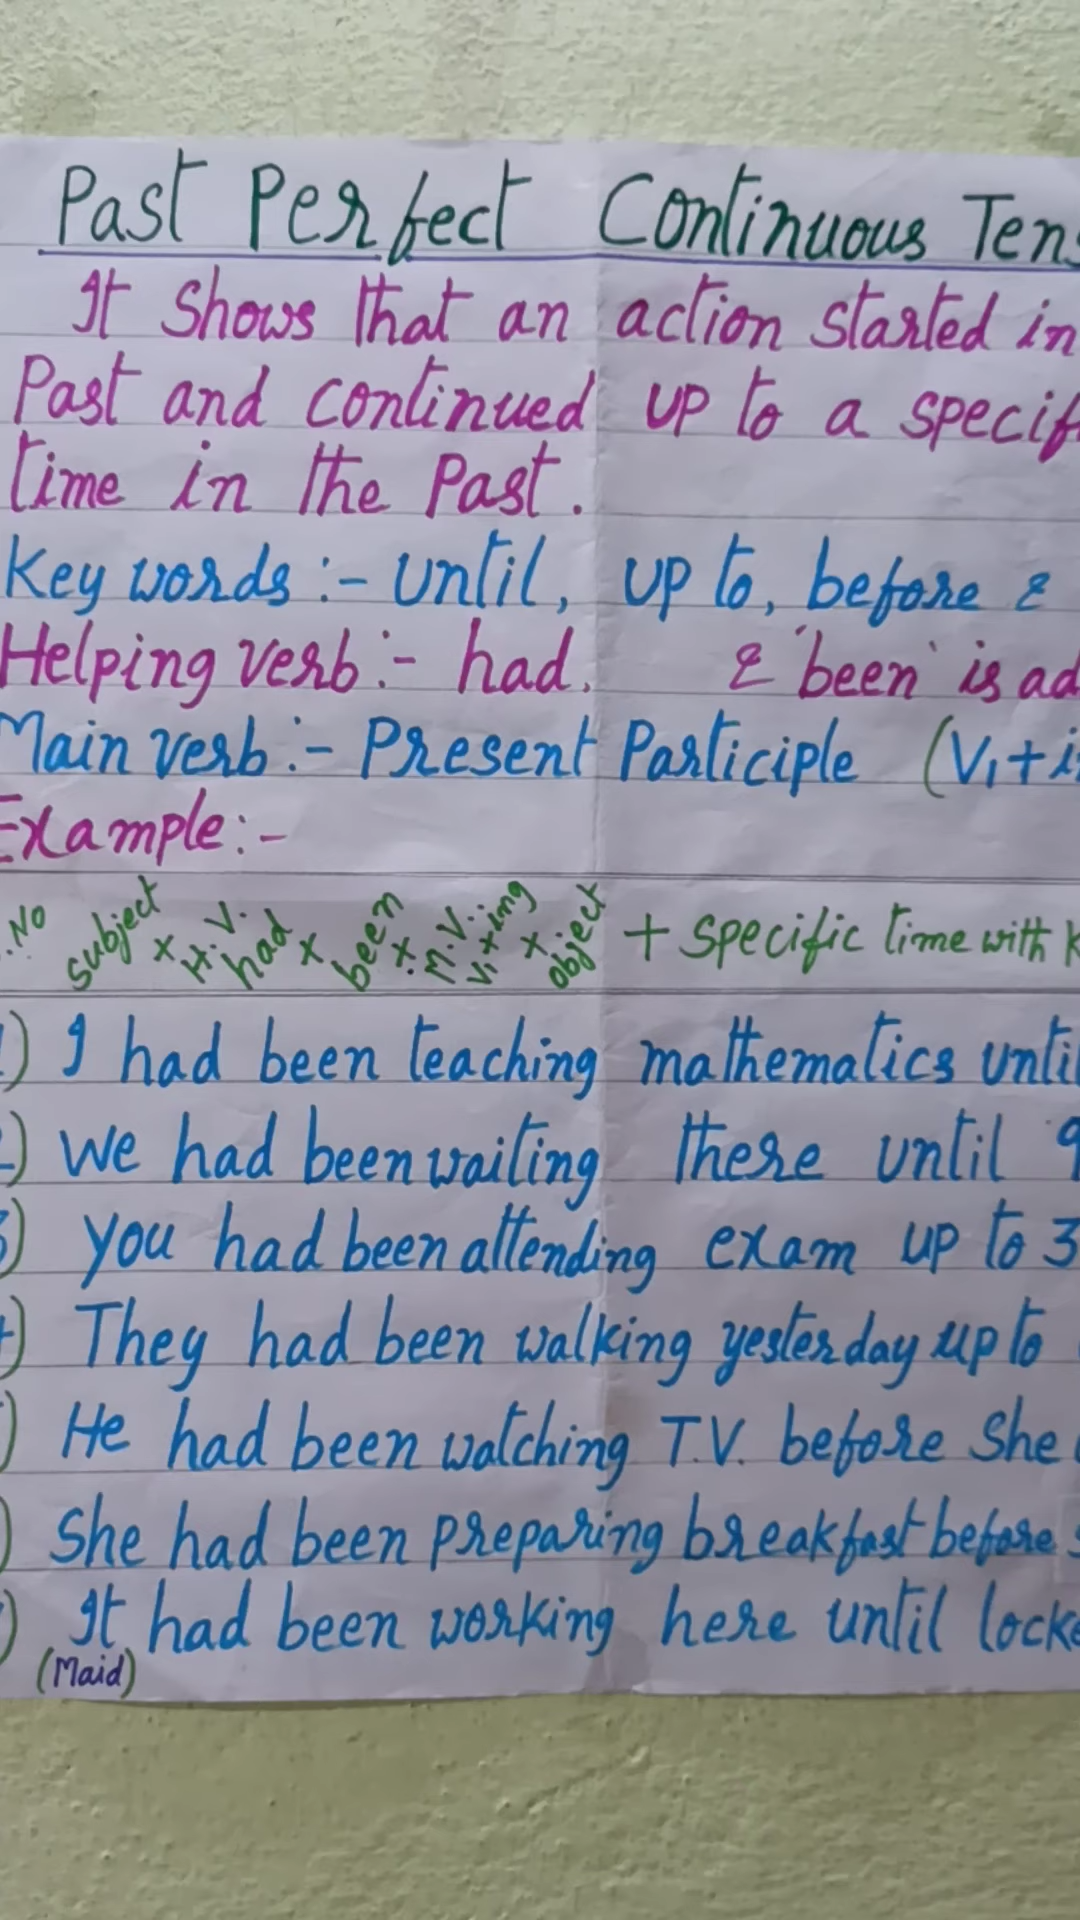 Past Perfect Continuous Tens
It Shows that an action started in
Past and continued up to a specif
time in the Past.
Key words :- until, up to, before &
Helping verb :- had. & 'been' is ad
Main verb :- Present Participle (V1+i
Example :-
.No subject + H.V. had + been + M.V. V1+ing + object + specific time with K
1) I had been teaching mathematics unti
2) We had been waiting there until 9
3) you had been attending exam up to 3
4) They had been walking yesterday up to
He had been watching T.V. before she
) She had been preparing breakfast before s
) It had been working here until locke
(Maid)